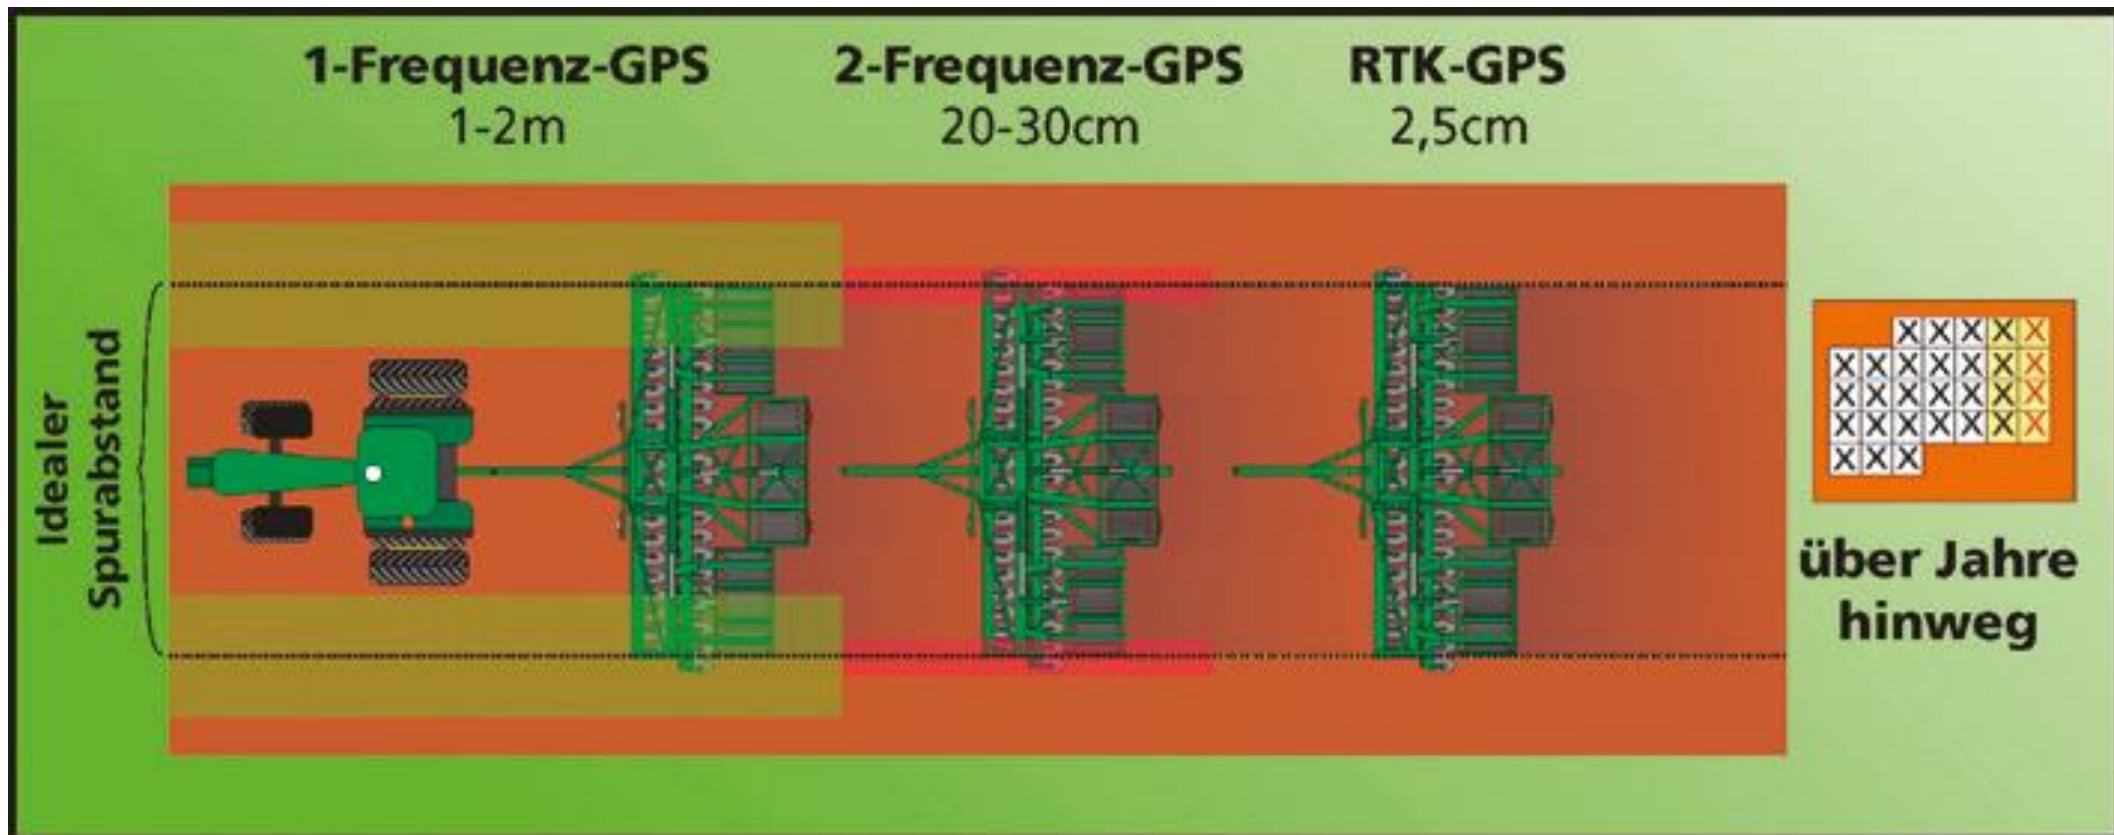 1-Frequenz-GPS
1-2m
2-Frequenz-GPS
20-30cm
RTK-GPS
2,5cm
Idealer
Spurabstand
X X X X X
X X X X X X X
X X X X X X X
X X X X X X X
X X X
über Jahre
hinweg